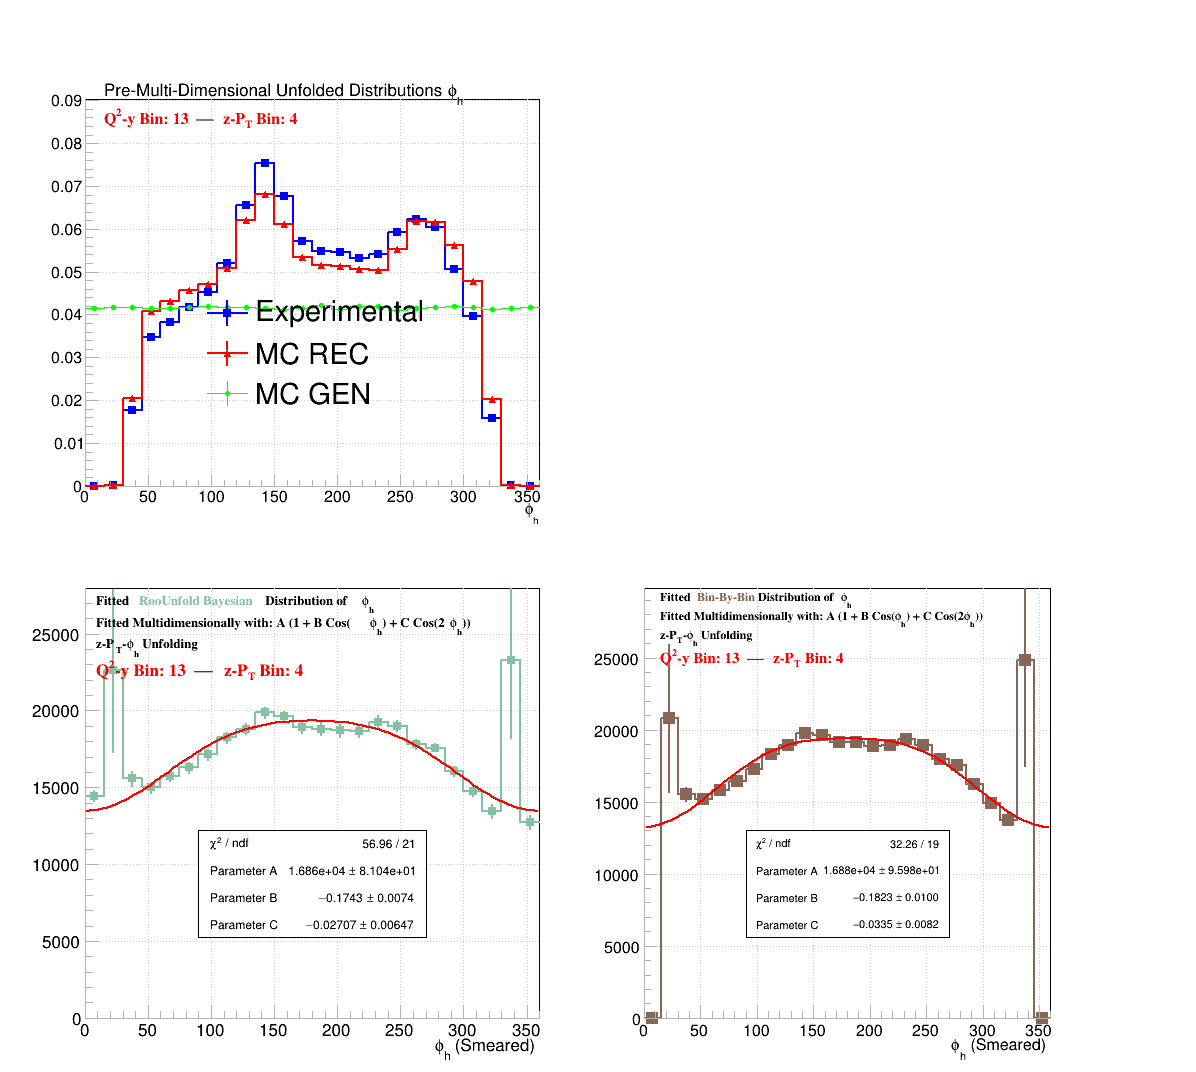 Pre-Multi-Dimensional Unfolded Distributions ϕh
Q2-y Bin: 13 — z-PT Bin: 4
0.09
0.08
0.07
0.06
0.05
0.04
0.03
0.02
0.01
0
Experimental
MC REC
MC GEN
0 50 100 150 200 250 300 350
ϕh
Fitted RooUnfold Bayesian Distribution of ϕh
Fitted Multidimensionally with: A (1 + B Cos( ϕh) + C Cos(2 ϕh))
z-PT-ϕh Unfolding
Q2-y Bin: 13 — z-PT Bin: 4
25000
20000
15000
10000
5000
0
χ2 / ndf 56.96 / 21
Parameter A 1.686e+04 ± 8.104e+01
Parameter B −0.1743 ± 0.0074
Parameter C −0.02707 ± 0.00647
0 50 100 150 200 250 300 350
ϕh (Smeared)
Fitted Bin-By-Bin Distribution of ϕh
Fitted Multidimensionally with: A (1 + B Cos(ϕh) + C Cos(2ϕh))
z-PT-ϕh Unfolding
Q2-y Bin: 13 — z-PT Bin: 4
25000
20000
15000
10000
5000
0
χ2 / ndf 32.26 / 19
Parameter A 1.688e+04 ± 9.598e+01
Parameter B −0.1823 ± 0.0100
Parameter C −0.0335 ± 0.0082
0 50 100 150 200 250 300 350
ϕh (Smeared)